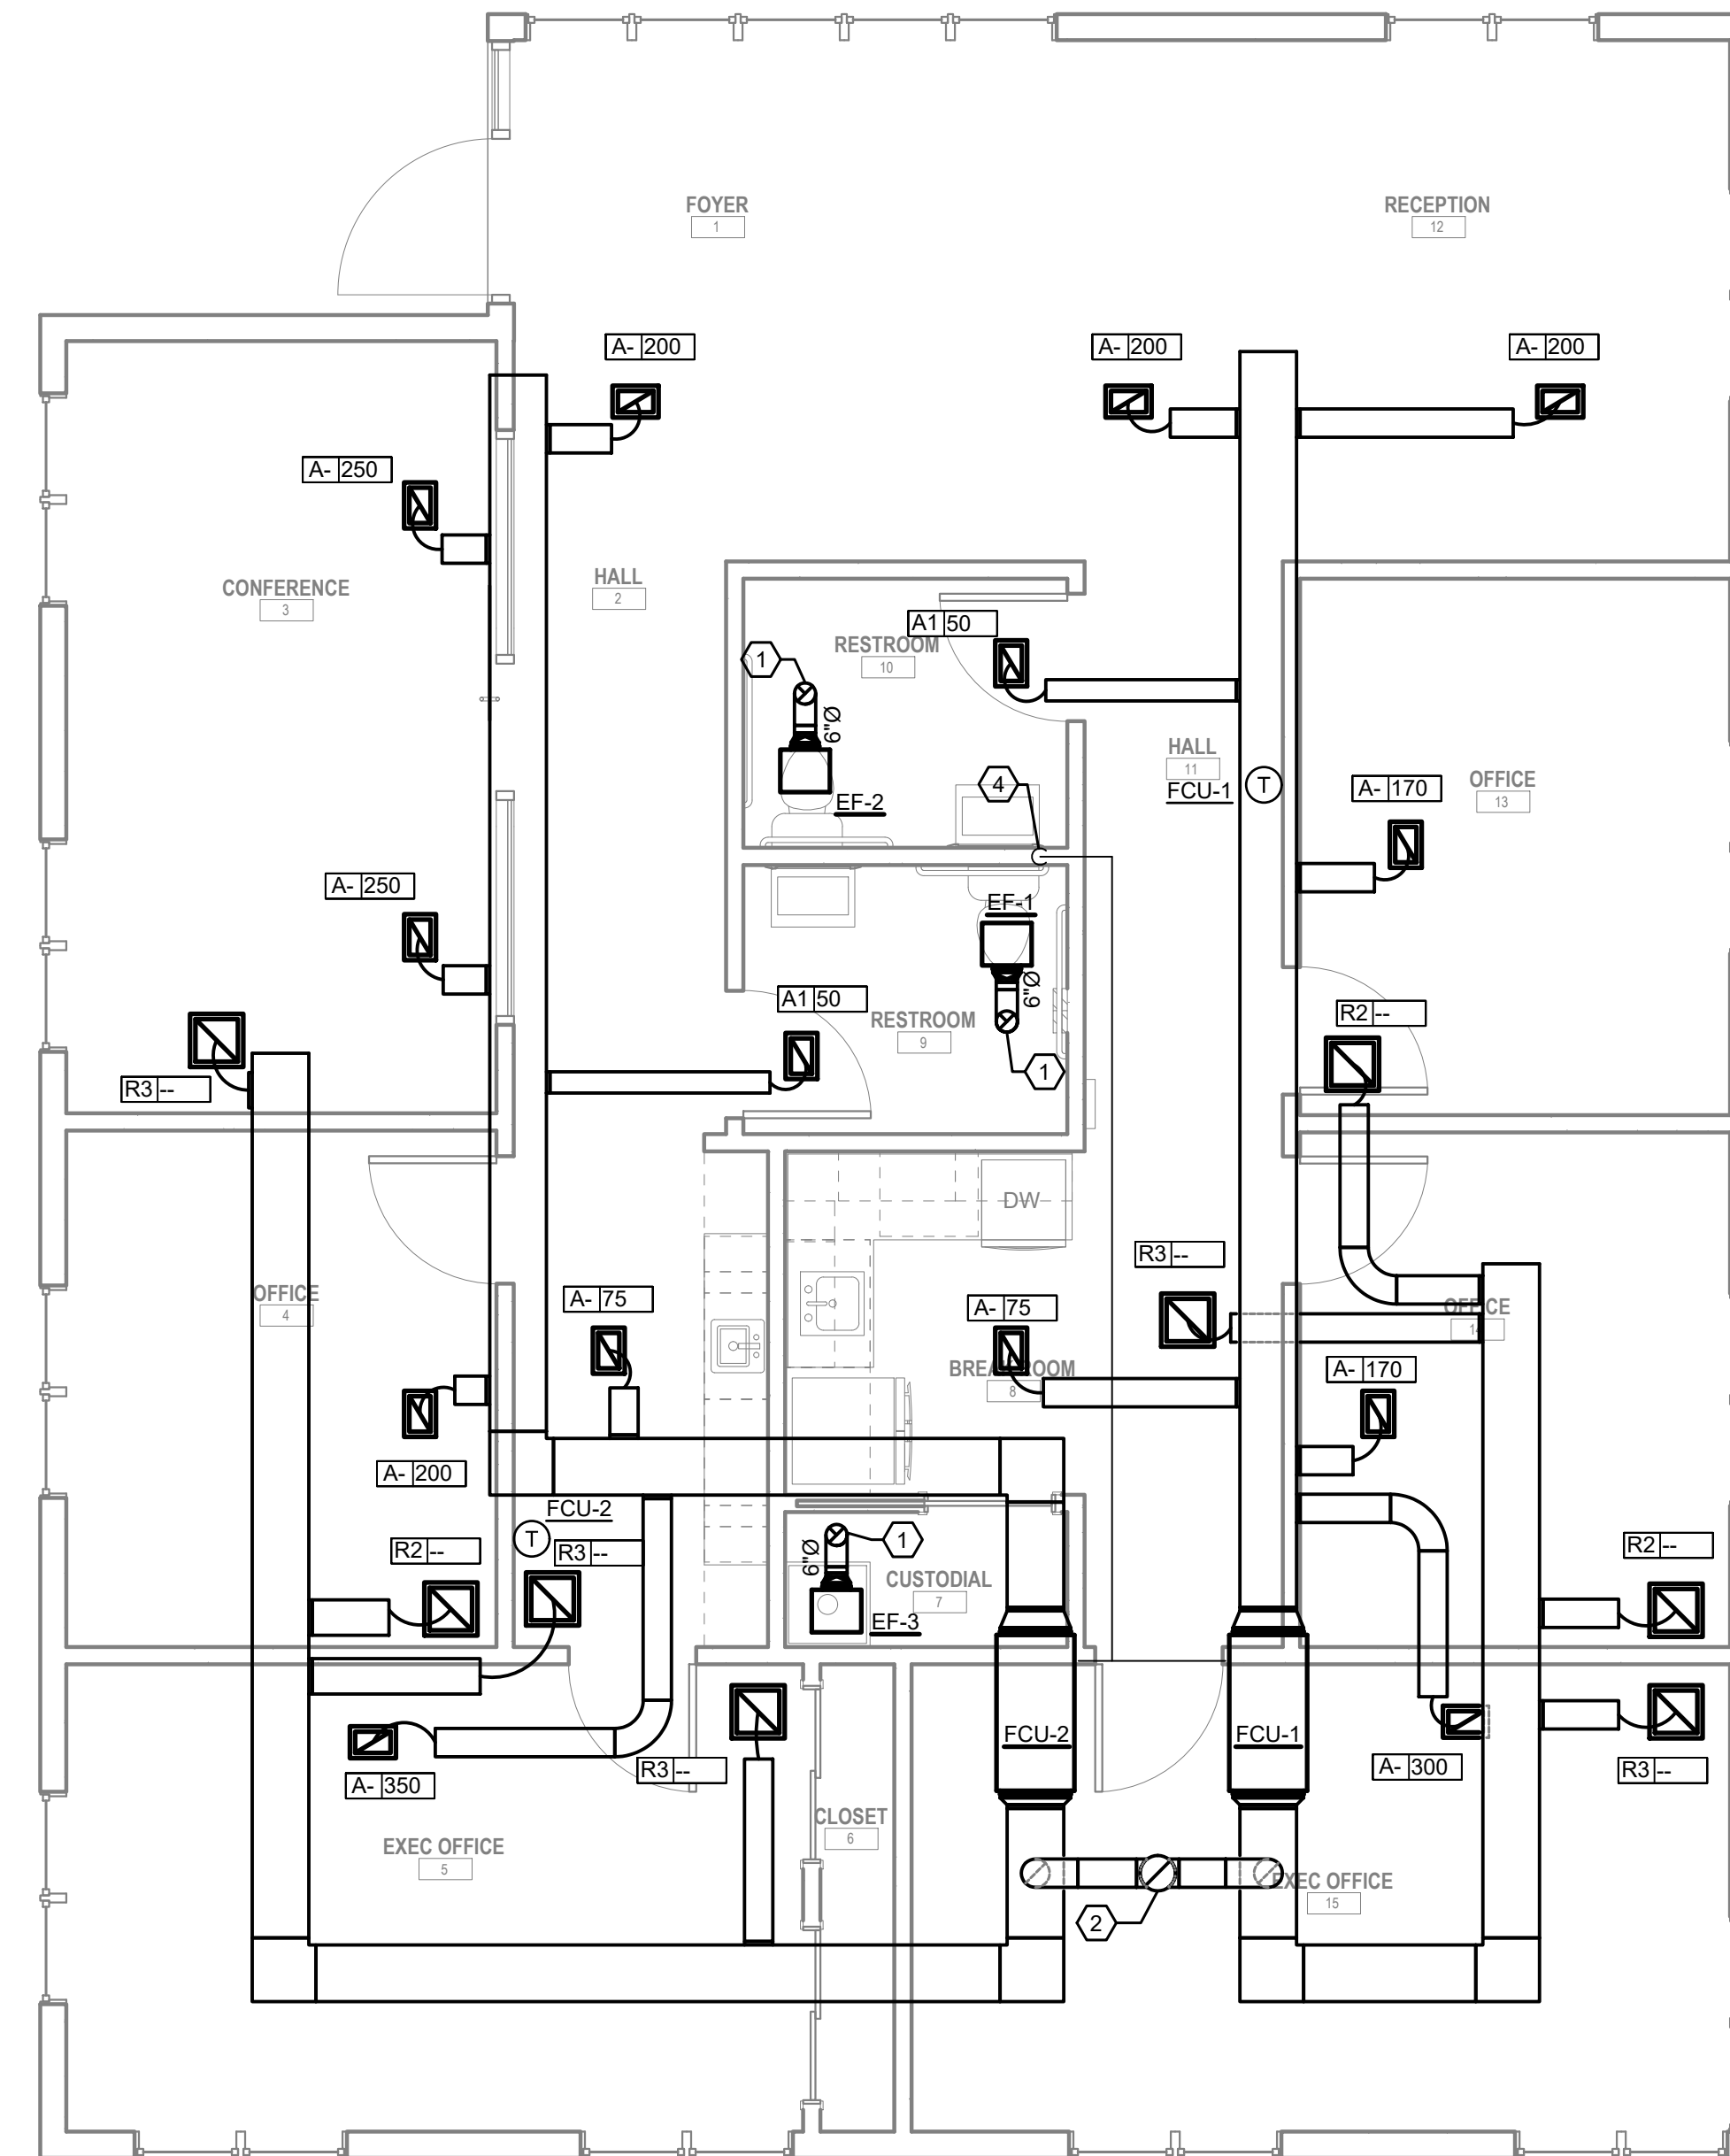 FOYER
1
RECEPTION
12
A- 200
A- 200
A- 200
A- 250
CONFERENCE
3
HALL
2
A1 50
RESTROOM
10
1
6"Ø
HALL
11
FCU-1
T
4
EF-2
A- 170
OFFICE
13
A- 250
EF-1
6"Ø
A1 50
RESTROOM
9
R2 --
1
R3 --
DW
R3 --
OFFICE
4
A- 75
A- 75
OFFICE
14
BREAKROOM
8
A- 170
A- 200
FCU-2
T
R2 --
R3 --
6"Ø
1
CUSTODIAL
7
EF-3
R2 --
FCU-2
FCU-1
R3 --
A- 300
R3 --
A- 350
CLOSET
6
EXEC OFFICE
5
EXEC OFFICE
15
2